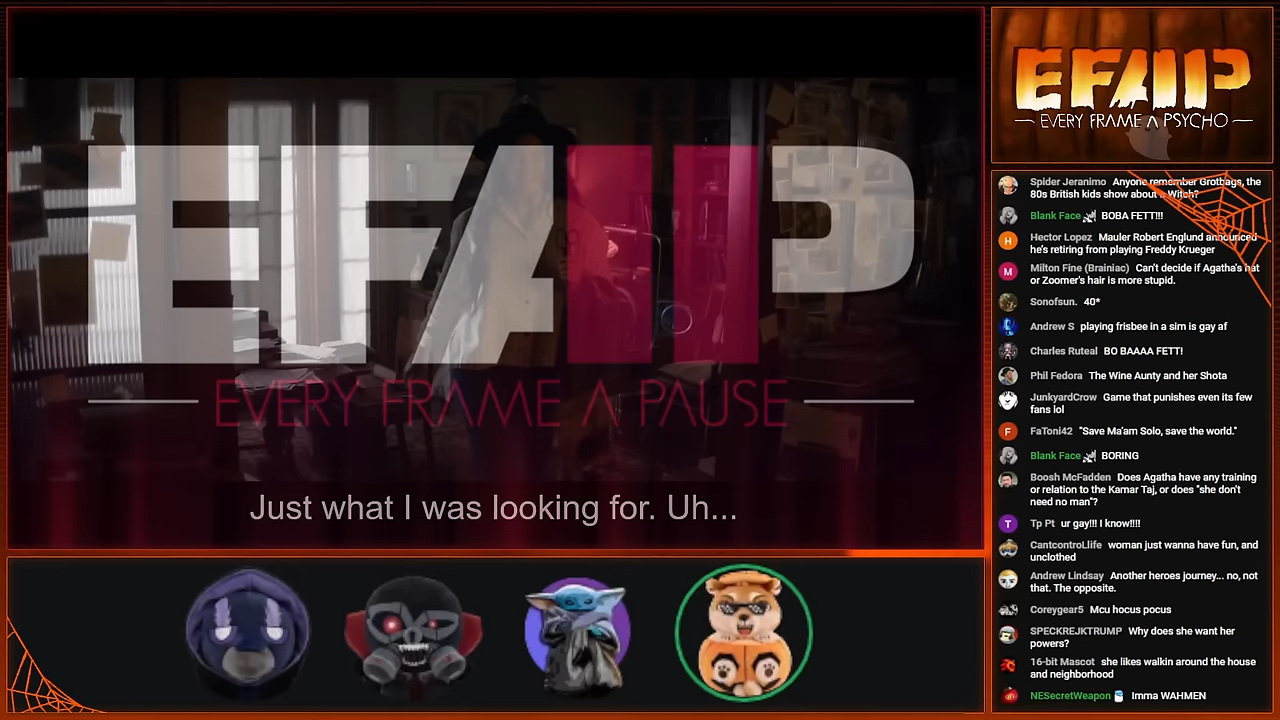 EFAP
EVERY FRAME A PAUSE
Just what I was looking for. Uh...
EFAP
EVERY FRAME A PSYCHO
Spider Jeranimo Anyone remember Grotbags, the
80s British kids show about a Witch?
Blank Face BOBA FETT!!!
H
Hector Lopez Mauler Robert Englund announced
he's retiring from playing Freddy Krueger
M
Milton Fine (Brainiac) Can't decide if Agatha's hat
or Zoomer's hair is more stupid.
Sonofsun. 40*
Andrew S playing frisbee in a sim is gay af
Charles Ruteal BO BAAAA FETT!
Phil Fedora The Wine Aunty and her Shota
JunkyardCrow Game that punishes even its few
fans lol
F
FaToni42 "Save Ma'am Solo, save the world."
Blank Face BORING
Boosh McFadden Does Agatha have any training
or relation to the Kamar Taj, or does "she don't
need no man"?
T
Tp Pt ur gay!!! I know!!!!
CantcontroLlife woman just wanna have fun, and
unclothed
Andrew Lindsay Another heroes journey... no, not
that. The opposite.
Coreygear5 Mcu hocus pocus
SPECKREJKTRUMP Why does she want her
powers?
16-bit Mascot she likes walkin around the house
and neighborhood
NESecretWeapon Imma WAHMEN